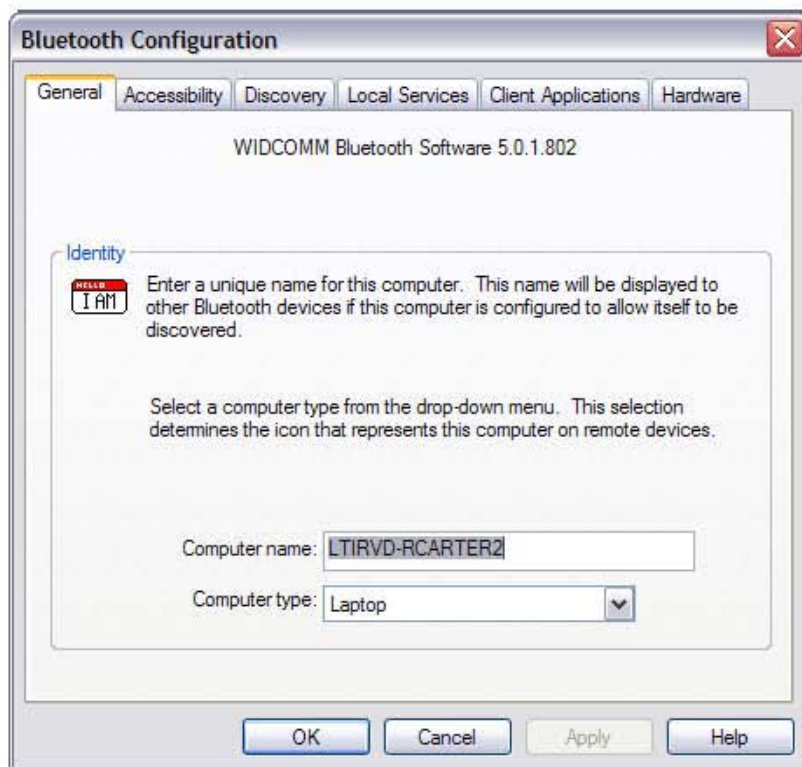 Bluetooth Configuration
General Accessibility Discovery Local Services Client Applications Hardware
WIDCOMM Bluetooth Software 5.0.1.802
Identity
HELLO
I AM
Enter a unique name for this computer. This name will be displayed to
other Bluetooth devices if this computer is configured to allow itself to be
discovered.
Select a computer type from the drop-down menu. This selection
determines the icon that represents this computer on remote devices.
Computer name: LTIRVD-RCARTER2
Computer type: Laptop
OK Cancel Apply Help